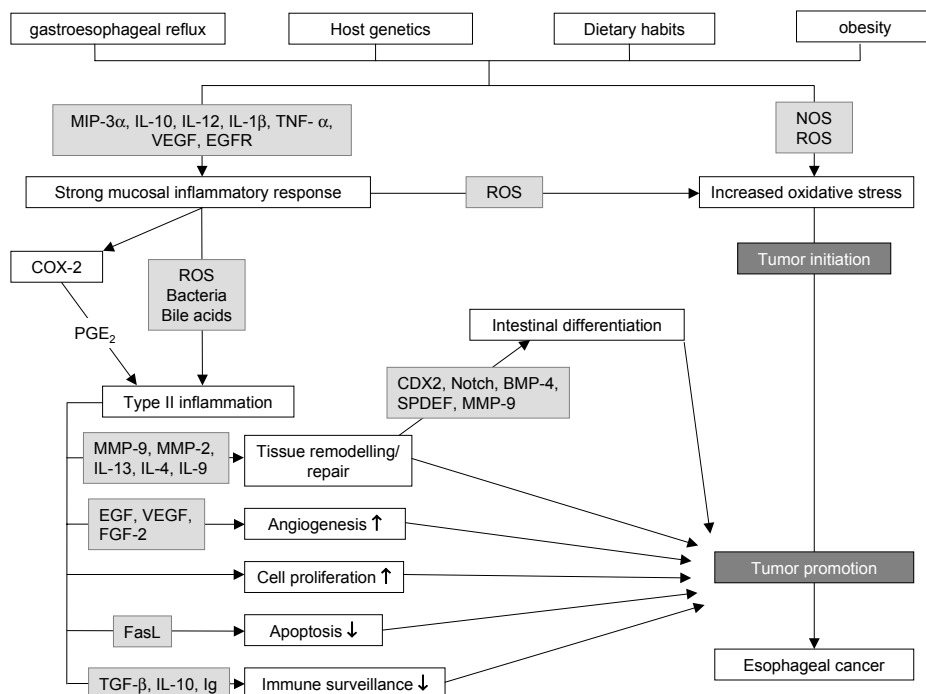 gastroesophageal reflux
Host genetics
Dietary habits
obesity
MIP-3α, IL-10, IL-12, IL-1β, TNF- α,
VEGF, EGFR
NOS
ROS
Strong mucosal inflammatory response
ROS
Increased oxidative stress
COX-2
ROS
Bacteria
Bile acids
Tumor initiation
PGE₂
Intestinal differentiation
CDX2, Notch, BMP-4,
SPDEF, MMP-9
Type II inflammation
MMP-9, MMP-2,
IL-13, IL-4, IL-9
Tissue remodelling/
repair
EGF, VEGF,
FGF-2
Angiogenesis ↑
Cell proliferation ↑
Tumor promotion
FasL
Apoptosis ↓
TGF-β, IL-10, Ig
Immune surveillance ↓
Esophageal cancer